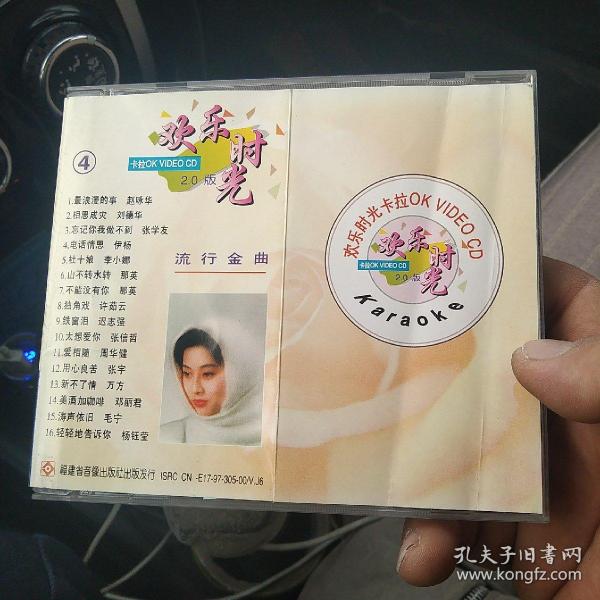 ④
欢乐时光
卡拉OK VIDEO CD
2.0版
流行金曲
1.最浪漫的事 赵咏华
2.相思成灾 刘德华
3.忘记你我做不到 张学友
4.电话情思 伊杨
5.杜十娘 李小娜
6.山不转水转 那英
7.不能没有你 那英
8.独角戏 许茹云
9.铁窗泪 迟志强
10.太想爱你 张信哲
11.爱相随 周华健
12.用心良苦 张宇
13.新不了情 万方
14.美酒加咖啡 邓丽君
15.涛声依旧 毛宁
16.轻轻地告诉你 杨钰莹
福建省音像出版社出版发行 ISRC CN -E17-97-305-00/V.J6
欢乐时光卡拉OK VIDEO CD
欢乐时光
卡拉OK VIDEO CD
2.0版
Karaoke
孔夫子旧书网
www.kongfz.com